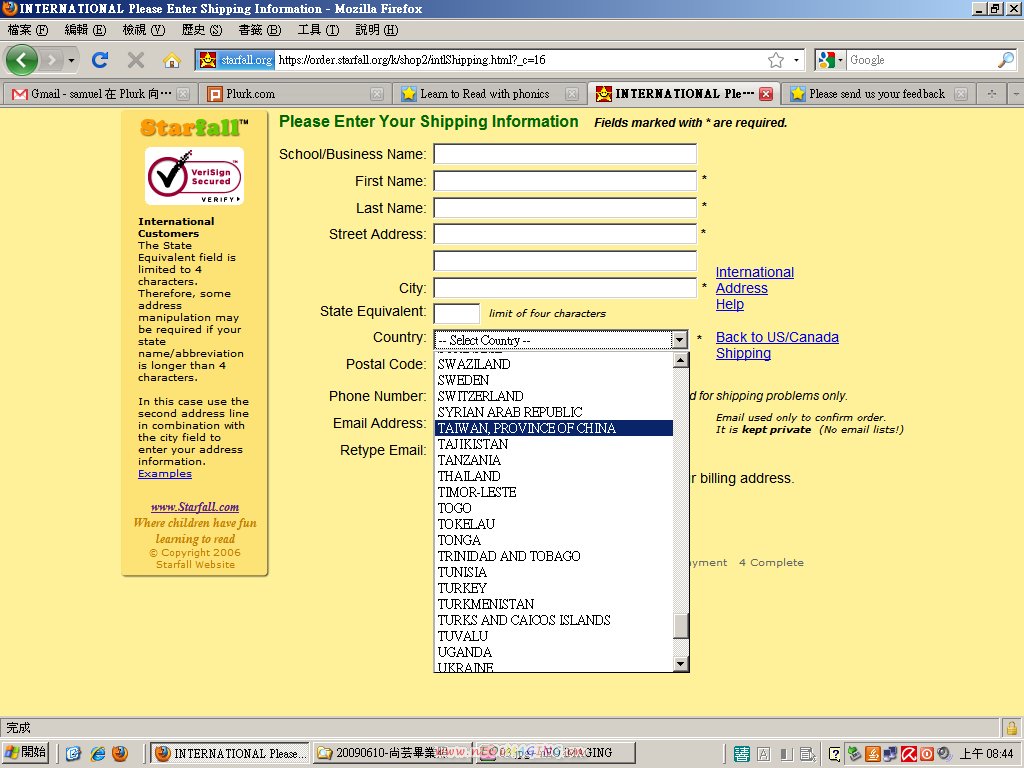 INTERNATIONAL Please Enter Shipping Information - Mozilla Firefox
檔案 (F) 編輯 (E) 檢視 (V) 歷史 (S) 書籤 (B) 工具 (T) 說明 (H)
starfall.org https://order.starfall.org/k/shop2/intlShipping.html?_c=16
Google
Gmail - samuel 在 Plurk 向…
Plurk.com
Learn to Read with phonics
INTERNATIONAL Ple…
Please send us your feedback
Starfall™
VeriSign
Secured
VERIFY
International
Customers
The State
Equivalent field is
limited to 4
characters.
Therefore, some
address
manipulation may
be required if your
state
name/abbreviation
is longer than 4
characters.
In this case use the
second address line
in combination with
the city field to
enter your address
information.
Examples
www.Starfall.com
Where children have fun
learning to read
© Copyright 2006
Starfall Website
Please Enter Your Shipping Information Fields marked with * are required.
School/Business Name:
First Name: *
Last Name: *
Street Address: *
City: *
International
Address
Help
State Equivalent: limit of four characters
Country: -- Select Country -- *
Back to US/Canada
Shipping
Postal Code:
Phone Number: d for shipping problems only.
Email Address:
Email used only to confirm order.
It is kept private (No email lists!)
Retype Email:
r billing address.
yment 4 Complete
SWAZILAND
SWEDEN
SWITZERLAND
SYRIAN ARAB REPUBLIC
TAIWAN, PROVINCE OF CHINA
TAJIKISTAN
TANZANIA
THAILAND
TIMOR-LESTE
TOGO
TOKELAU
TONGA
TRINIDAD AND TOBAGO
TUNISIA
TURKEY
TURKMENISTAN
TURKS AND CAICOS ISLANDS
TUVALU
UGANDA
UKRAINE
完成
開始
INTERNATIONAL Please...
20090610-尚芸畢業
上午 08:44